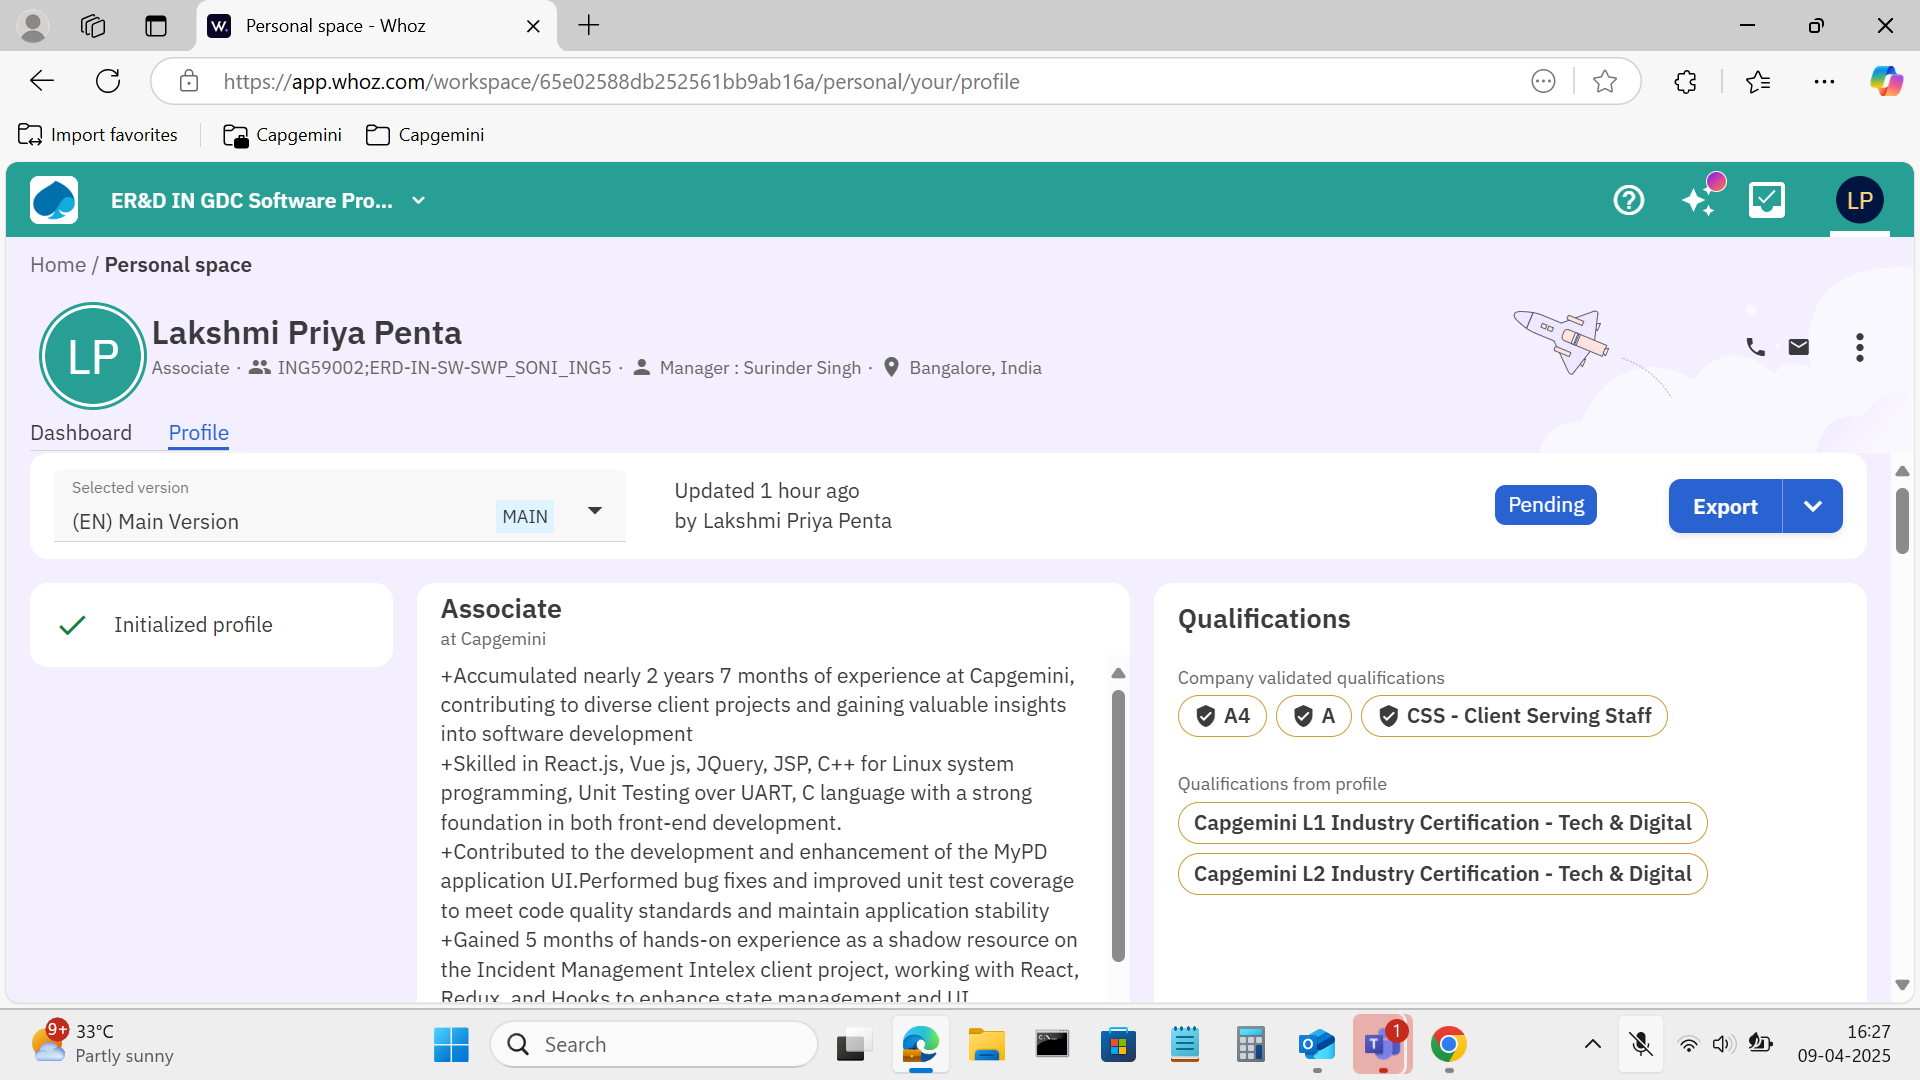 Personal space - Whoz
https://app.whoz.com/workspace/65e02588db252561bb9ab16a/personal/your/profile
Import favorites
Capgemini
Capgemini
ER&D IN GDC Software Pro...
LP
Home / Personal space
LP
Lakshmi Priya Penta
Associate · ING59002;ERD-IN-SW-SWP_SONI_ING5 · Manager : Surinder Singh · Bangalore, India
Dashboard
Profile
Selected version
(EN) Main Version
MAIN
Updated 1 hour ago
by Lakshmi Priya Penta
Pending
Export
Initialized profile
Associate
at Capgemini
+Accumulated nearly 2 years 7 months of experience at Capgemini,
contributing to diverse client projects and gaining valuable insights
into software development
+Skilled in React.js, Vue js, JQuery, JSP, C++ for Linux system
programming, Unit Testing over UART, C language with a strong
foundation in both front-end development.
+Contributed to the development and enhancement of the MyPD
application UI.Performed bug fixes and improved unit test coverage
to meet code quality standards and maintain application stability
+Gained 5 months of hands-on experience as a shadow resource on
the Incident Management Intelex client project, working with React,
Redux, and Hooks to enhance state management and UI
Qualifications
Company validated qualifications
A4
A
CSS - Client Serving Staff
Qualifications from profile
Capgemini L1 Industry Certification - Tech & Digital
Capgemini L2 Industry Certification - Tech & Digital
9+
33°C
Partly sunny
Search
1
16:27
09-04-2025